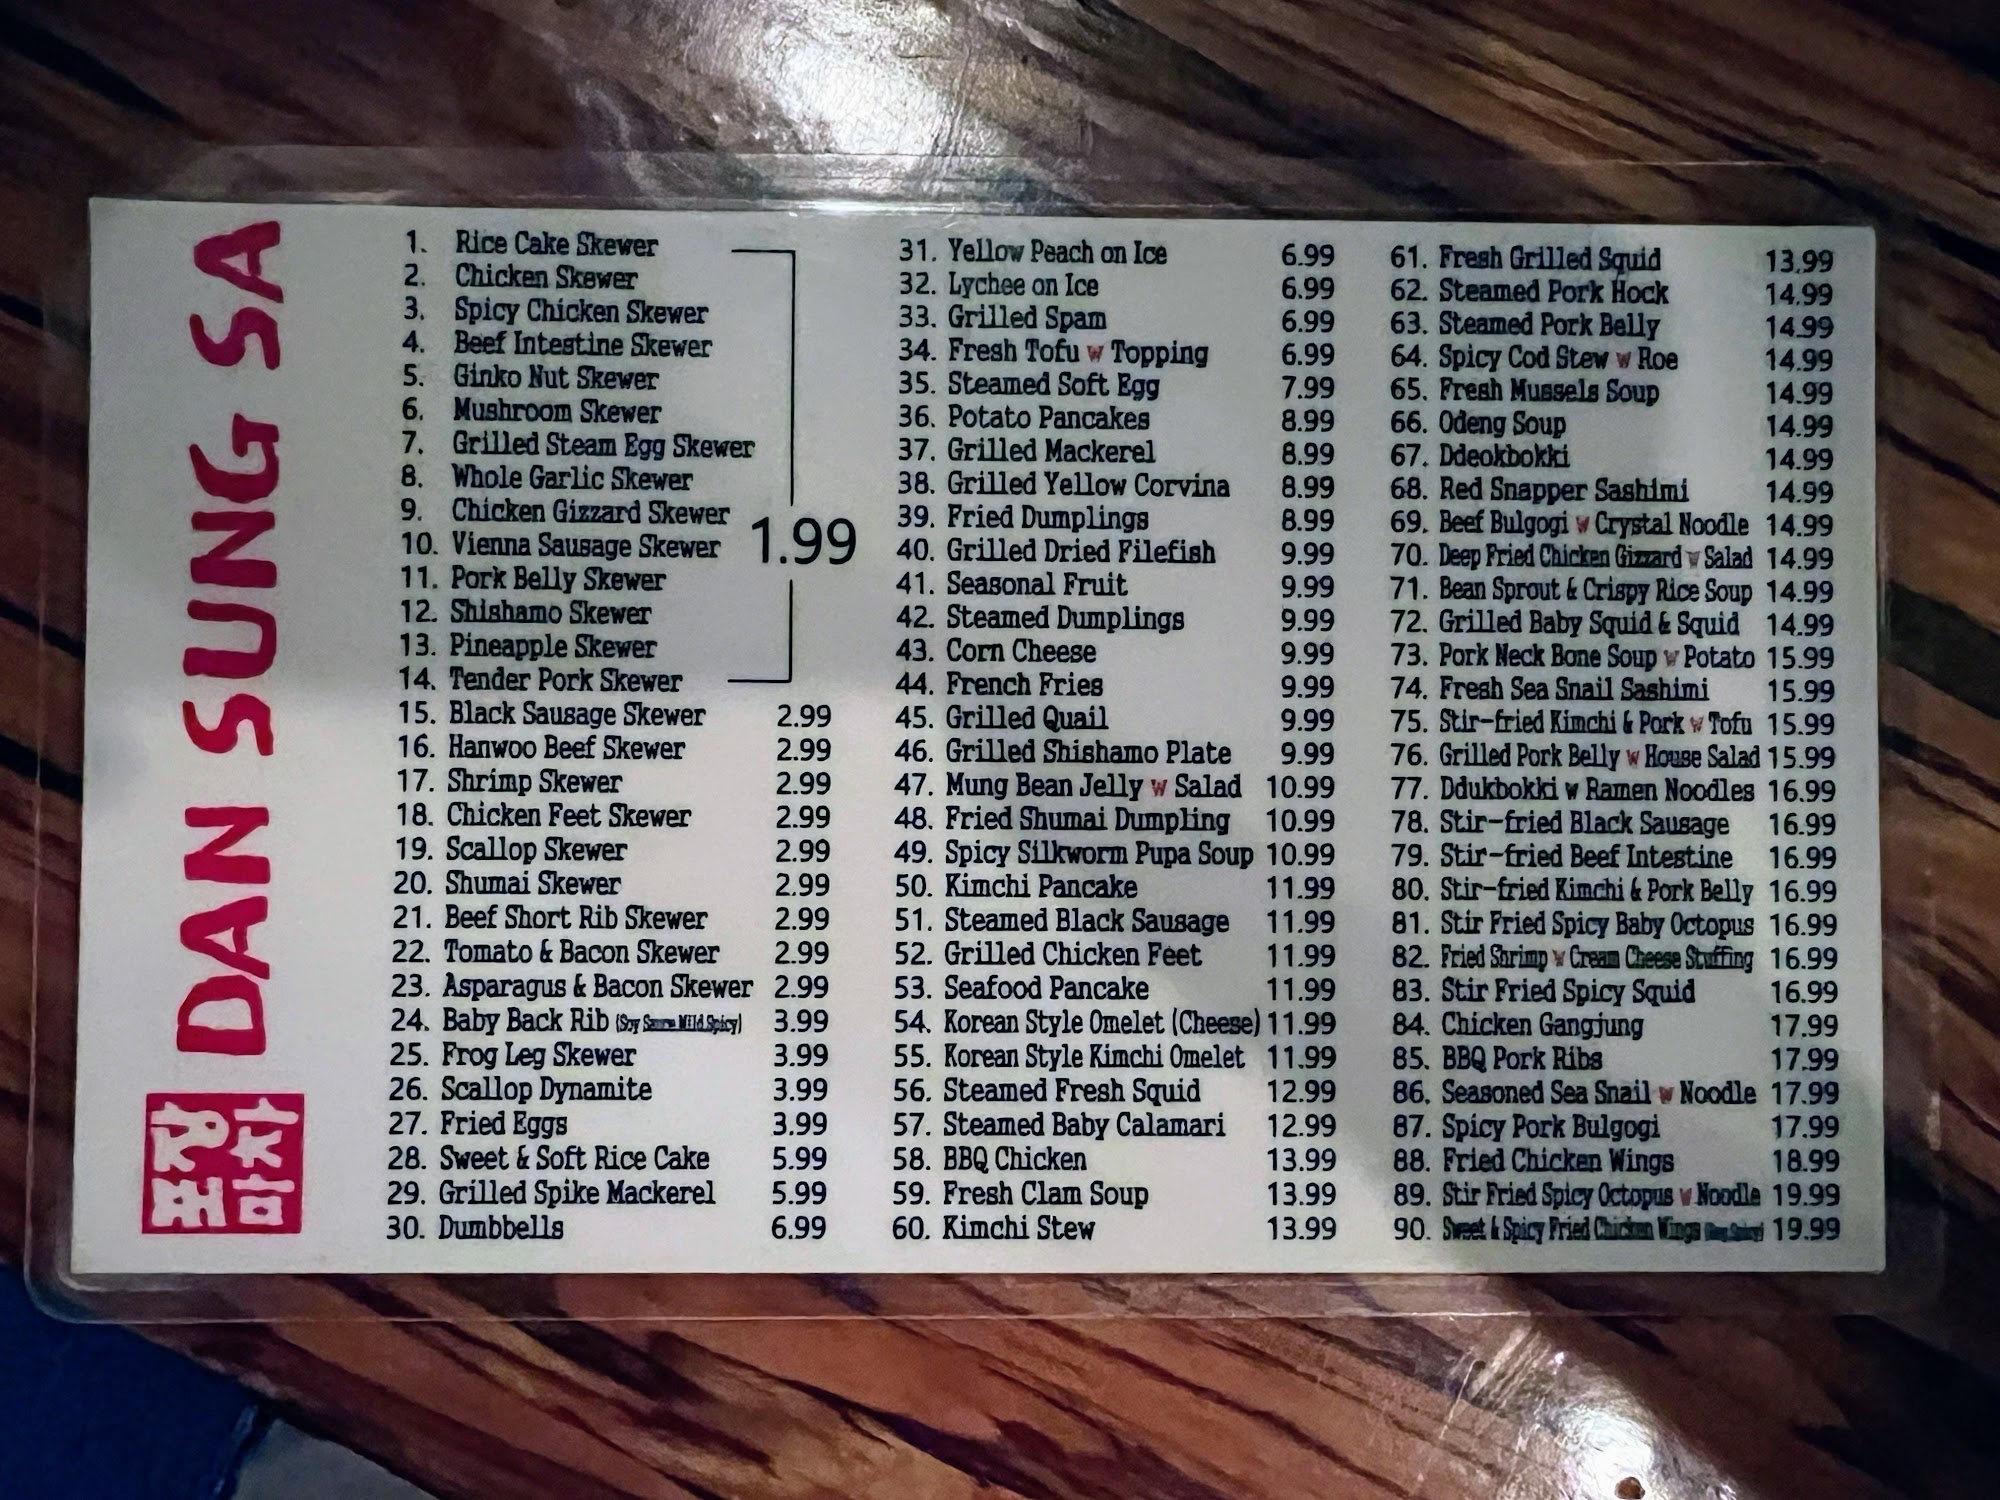 DAN SUNG SA
1. Rice Cake Skewer
2. Chicken Skewer
3. Spicy Chicken Skewer
4. Beef Intestine Skewer
5. Ginko Nut Skewer
6. Mushroom Skewer
7. Grilled Steam Egg Skewer
8. Whole Garlic Skewer
9. Chicken Gizzard Skewer
10. Vienna Sausage Skewer
1.99
11. Pork Belly Skewer
12. Shishamo Skewer
13. Pineapple Skewer
14. Tender Pork Skewer
15. Black Sausage Skewer 2.99
16. Hanwoo Beef Skewer 2.99
17. Shrimp Skewer 2.99
18. Chicken Feet Skewer 2.99
19. Scallop Skewer 2.99
20. Shumai Skewer 2.99
21. Beef Short Rib Skewer 2.99
22. Tomato & Bacon Skewer 2.99
23. Asparagus & Bacon Skewer 2.99
24. Baby Back Rib (Soy Sauce Mild Spicy) 3.99
25. Frog Leg Skewer 3.99
26. Scallop Dynamite 3.99
27. Fried Eggs 3.99
28. Sweet & Soft Rice Cake 5.99
29. Grilled Spike Mackerel 5.99
30. Dumbbells 6.99
31. Yellow Peach on Ice 6.99
32. Lychee on Ice 6.99
33. Grilled Spam 6.99
34. Fresh Tofu w Topping 6.99
35. Steamed Soft Egg 7.99
36. Potato Pancakes 8.99
37. Grilled Mackerel 8.99
38. Grilled Yellow Corvina 8.99
39. Fried Dumplings 8.99
40. Grilled Dried Filefish 9.99
41. Seasonal Fruit 9.99
42. Steamed Dumplings 9.99
43. Corn Cheese 9.99
44. French Fries 9.99
45. Grilled Quail 9.99
46. Grilled Shishamo Plate 9.99
47. Mung Bean Jelly w Salad 10.99
48. Fried Shumai Dumpling 10.99
49. Spicy Silkworm Pupa Soup 10.99
50. Kimchi Pancake 11.99
51. Steamed Black Sausage 11.99
52. Grilled Chicken Feet 11.99
53. Seafood Pancake 11.99
54. Korean Style Omelet (Cheese) 11.99
55. Korean Style Kimchi Omelet 11.99
56. Steamed Fresh Squid 12.99
57. Steamed Baby Calamari 12.99
58. BBQ Chicken 13.99
59. Fresh Clam Soup 13.99
60. Kimchi Stew 13.99
61. Fresh Grilled Squid 13.99
62. Steamed Pork Hock 14.99
63. Steamed Pork Belly 14.99
64. Spicy Cod Stew w Roe 14.99
65. Fresh Mussels Soup 14.99
66. Odeng Soup 14.99
67. Ddeokbokki 14.99
68. Red Snapper Sashimi 14.99
69. Beef Bulgogi w Crystal Noodle 14.99
70. Deep Fried Chicken Gizzard w Salad 14.99
71. Bean Sprout & Crispy Rice Soup 14.99
72. Grilled Baby Squid & Squid 14.99
73. Pork Neck Bone Soup w Potato 15.99
74. Fresh Sea Snail Sashimi 15.99
75. Stir-fried Kimchi & Pork w Tofu 15.99
76. Grilled Pork Belly w House Salad 15.99
77. Ddukbokki w Ramen Noodles 16.99
78. Stir-fried Black Sausage 16.99
79. Stir-fried Beef Intestine 16.99
80. Stir-fried Kimchi & Pork Belly 16.99
81. Stir Fried Spicy Baby Octopus 16.99
82. Fried Shrimp w Cream Cheese Stuffing 16.99
83. Stir Fried Spicy Squid 16.99
84. Chicken Gangjung 17.99
85. BBQ Pork Ribs 17.99
86. Seasoned Sea Snail w Noodle 17.99
87. Spicy Pork Bulgogi 17.99
88. Fried Chicken Wings 18.99
89. Stir Fried Spicy Octopus w Noodle 19.99
90. Sweet & Spicy Fried Chicken Wings 19.99